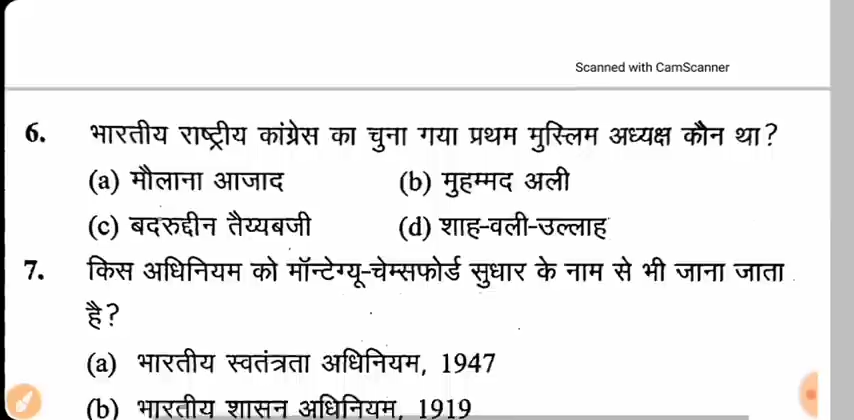 Scanned with CamScanner
6. भारतीय राष्ट्रीय कांग्रेस का चुना गया प्रथम मुस्लिम अध्यक्ष कौन था?
(a) मौलाना आजाद (b) मुहम्मद अली
(c) बदरुद्दीन तैय्यबजी (d) शाह-वली-उल्लाह
7. किस अधिनियम को मॉन्टेग्यू-चेम्सफोर्ड सुधार के नाम से भी जाना जाता
है?
(a) भारतीय स्वतंत्रता अधिनियम, 1947
(b) भारतीय शासन अधिनियम, 1919